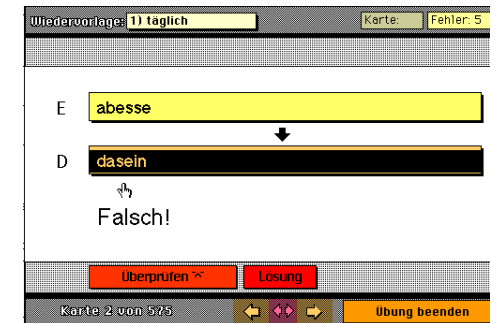 Wiedervorlage: 1) täglich Karte: Fehler: 5
E abesse
D dasein
Falsch!
Überprüfen Lösung
Karte 2 von 575 Übung beenden